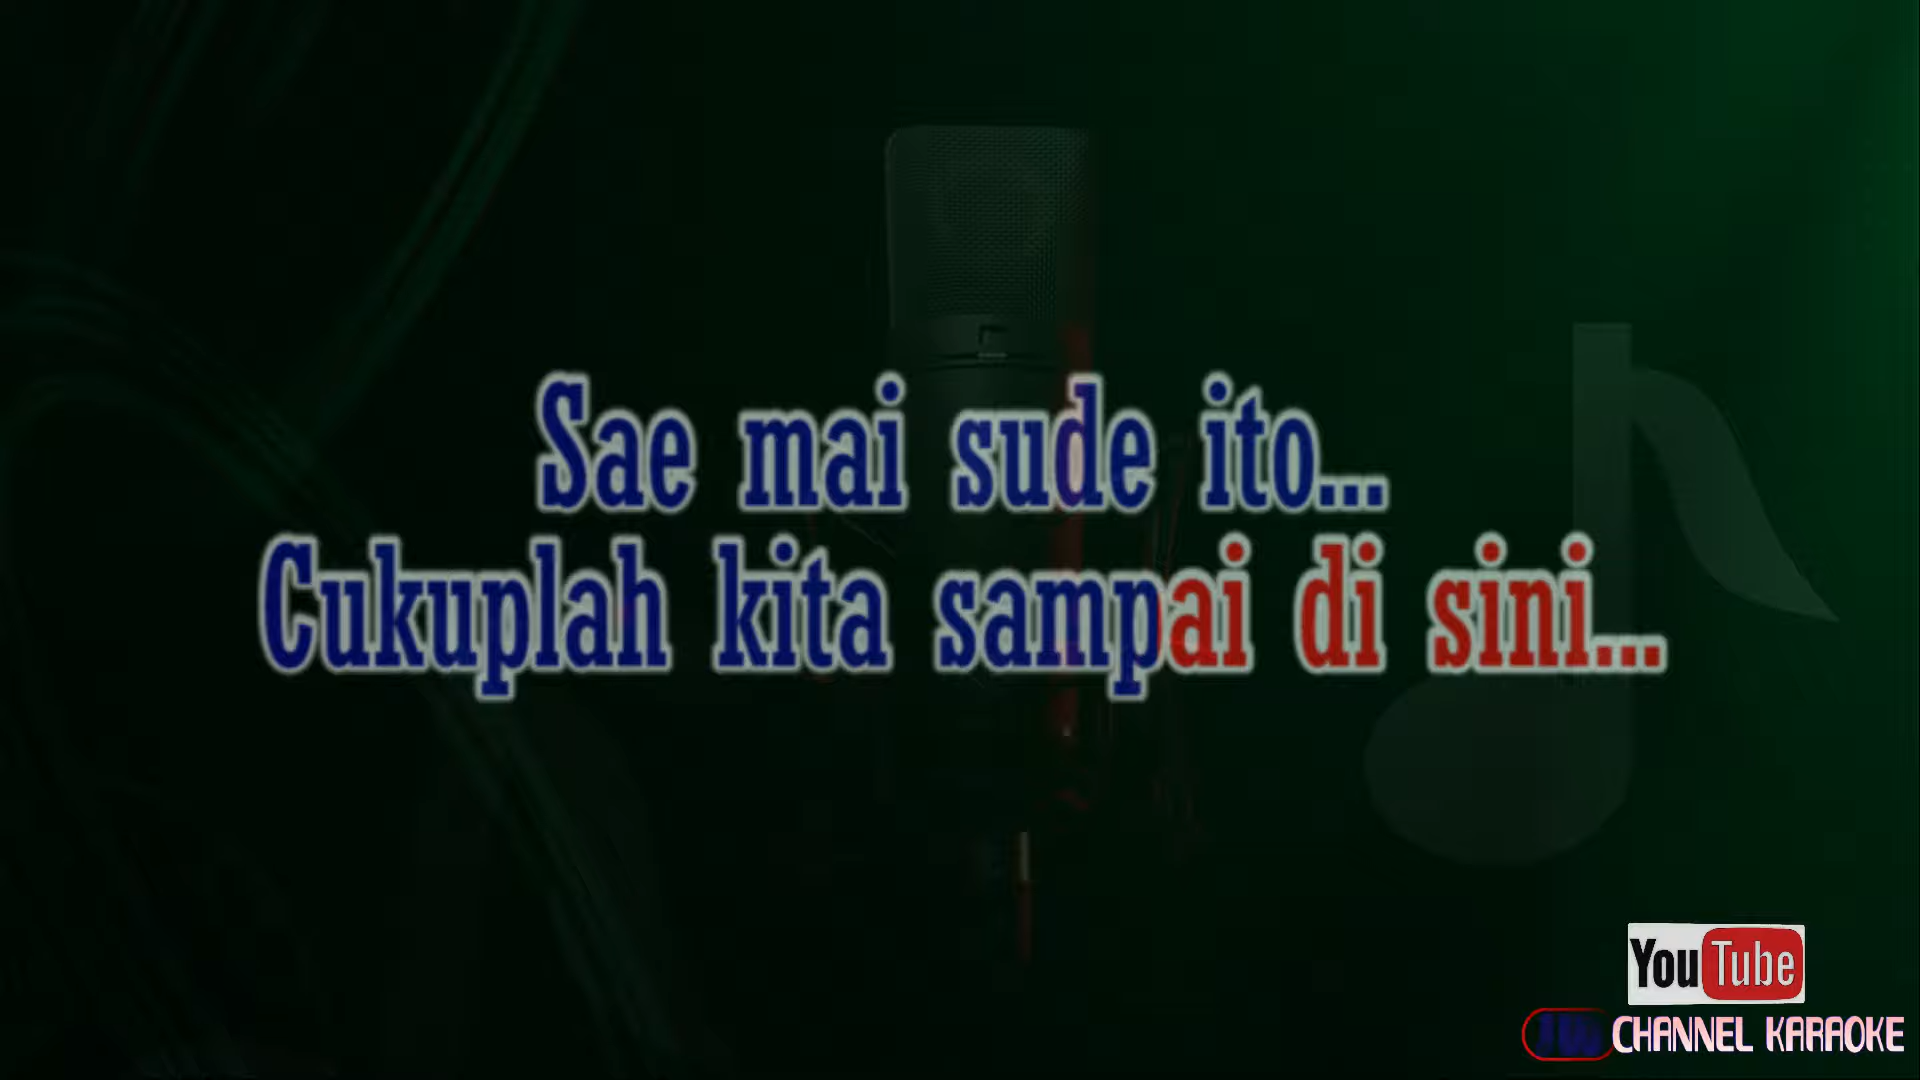 Sae mai sude ito...
Cukuplah kita sampai di sini...
YouTube
CHANNEL KARAOKE